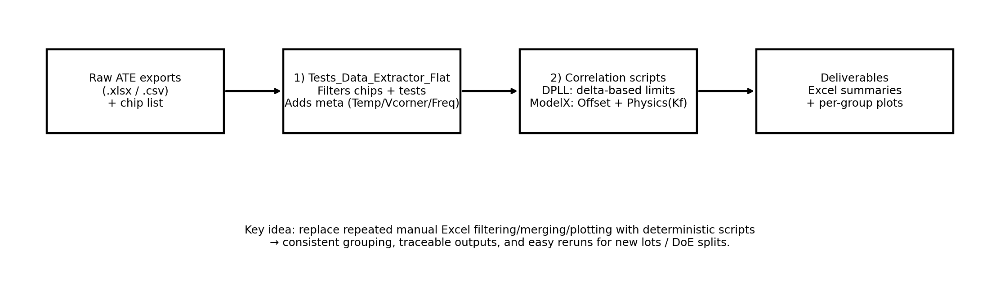 Raw ATE exports
(.xlsx / .csv)
+ chip list
1) Tests_Data_Extractor_Flat
Filters chips + tests
Adds meta (Temp/Vcorner/Freq)
2) Correlation scripts
DPLL: delta-based limits
ModelX: Offset + Physics(Kf)
Deliverables
Excel summaries
+ per-group plots
Key idea: replace repeated manual Excel filtering/merging/plotting with deterministic scripts
→ consistent grouping, traceable outputs, and easy reruns for new lots / DoE splits.